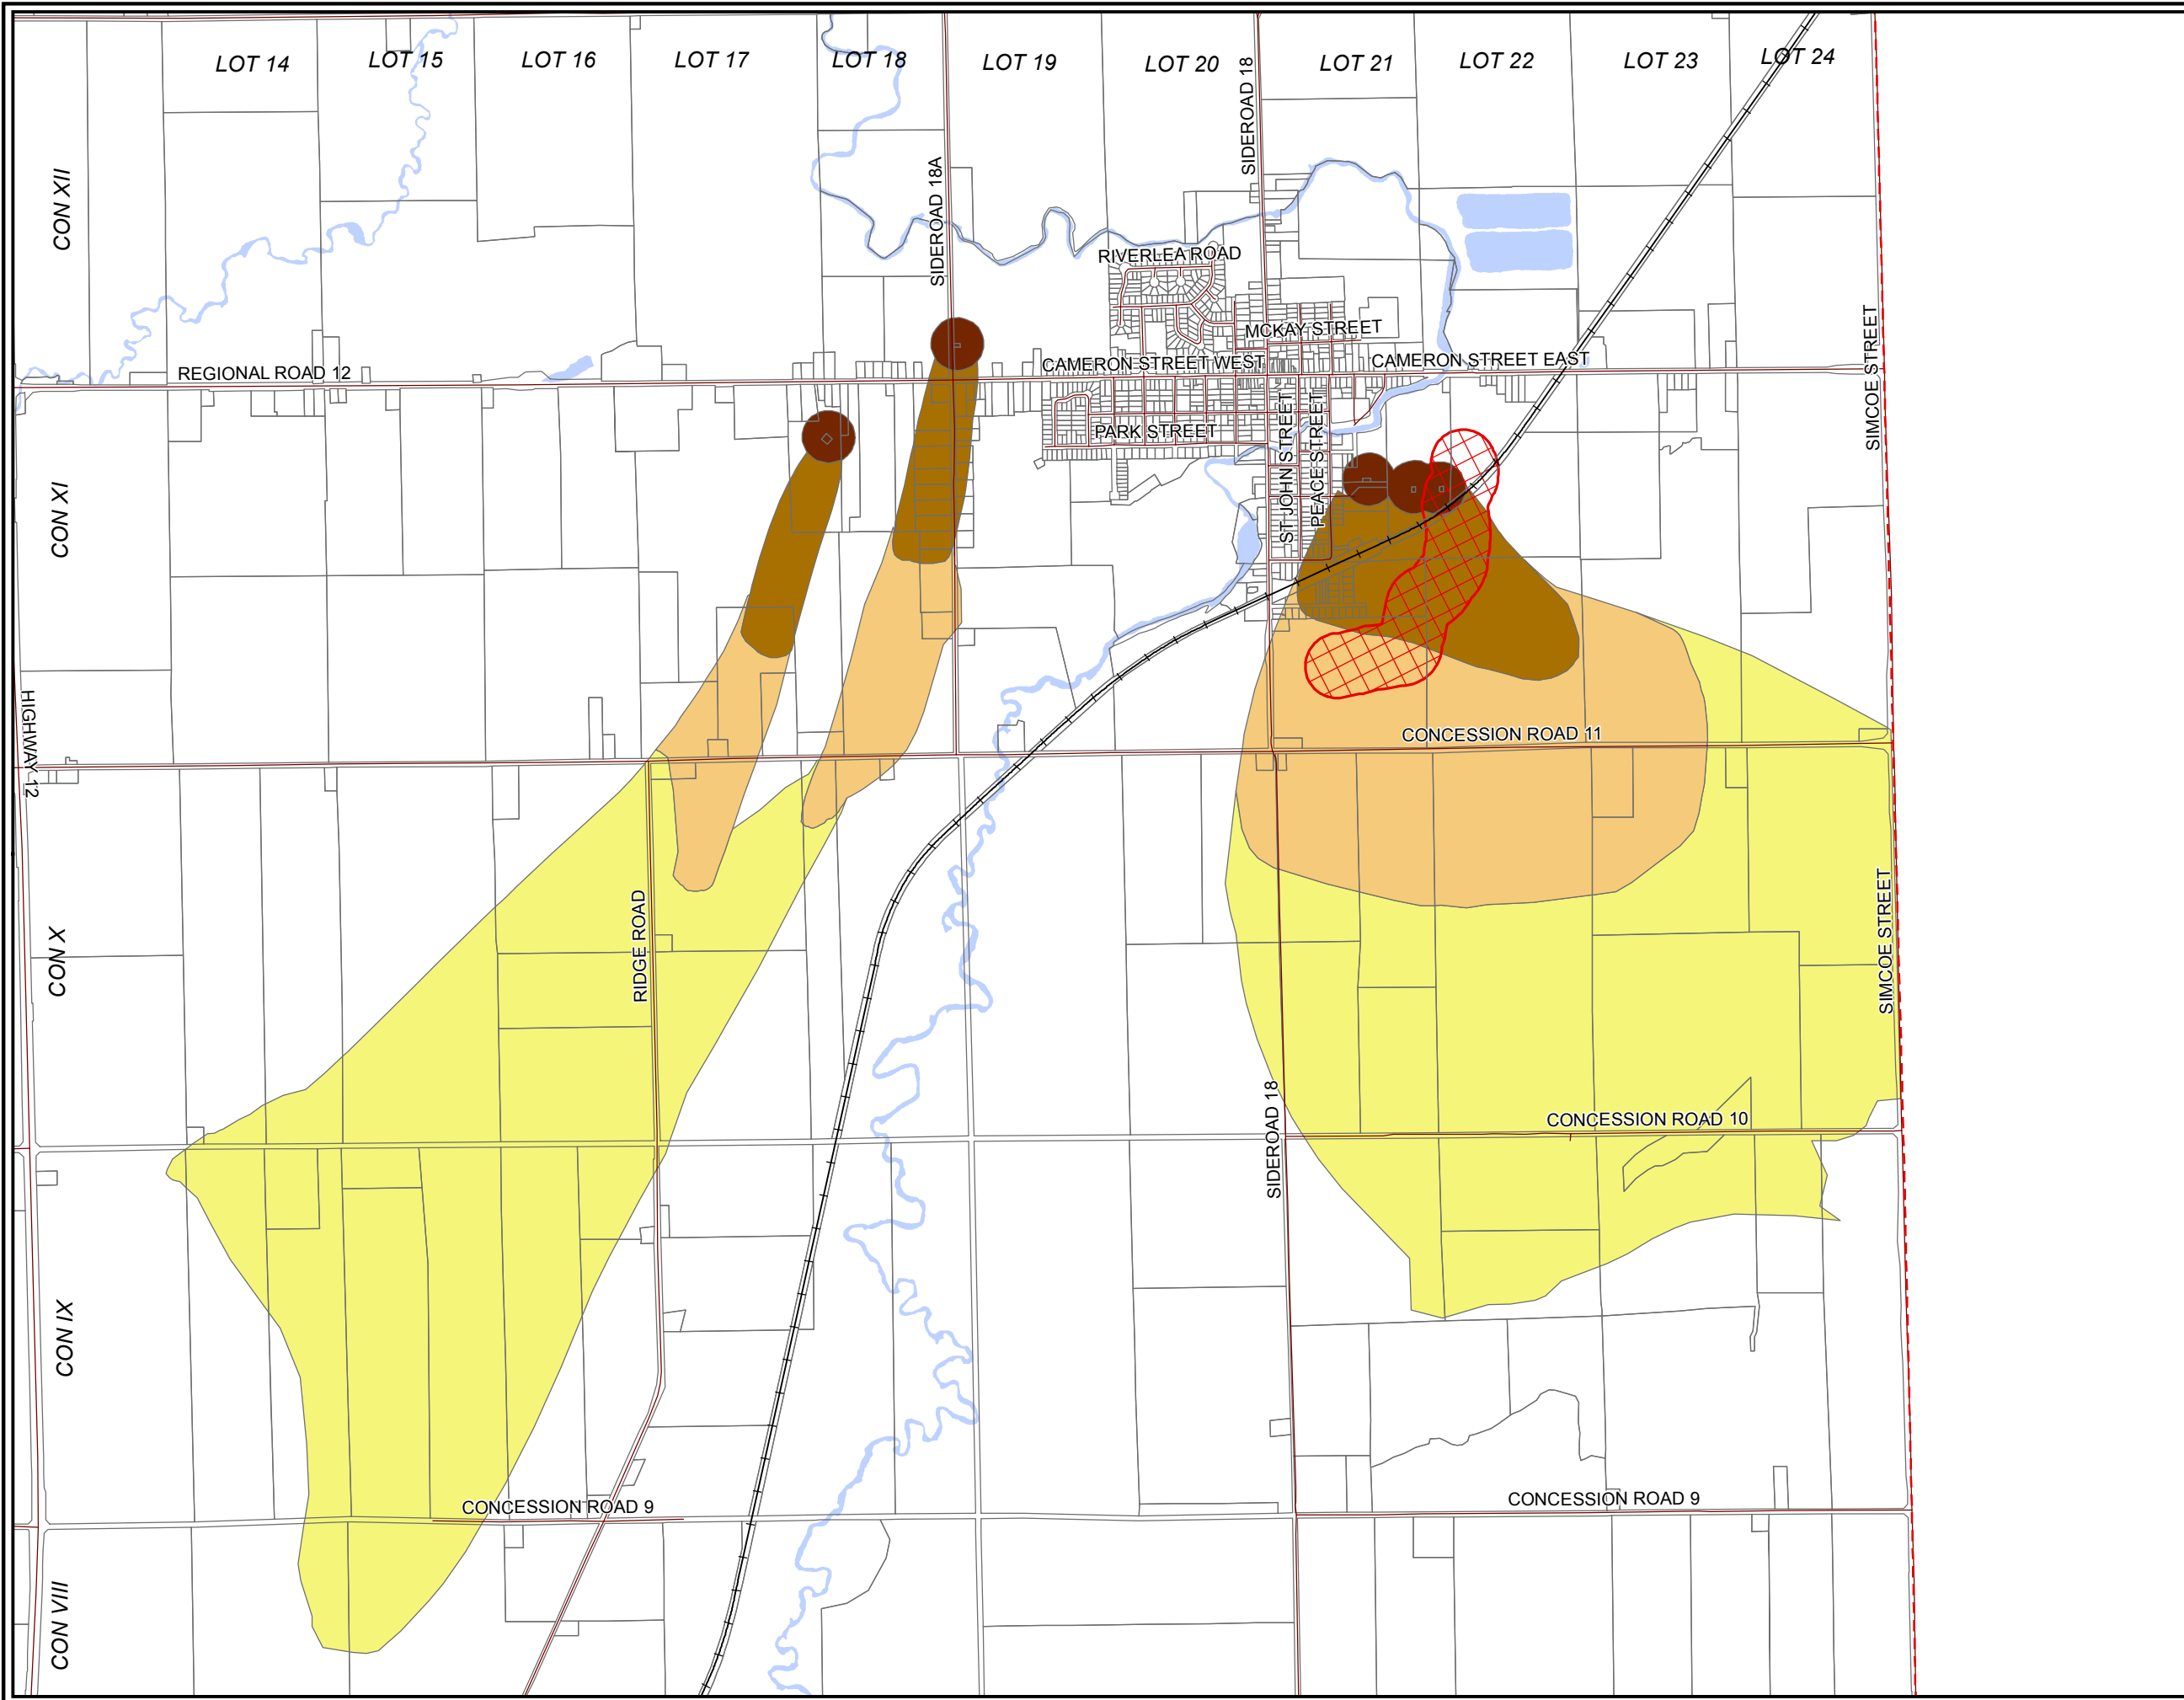 LOT 14
LOT 15
LOT 16
LOT 17
LOT 18
LOT 19
LOT 20
LOT 21
LOT 22
LOT 23
LOT 24
SIDEROAD 18
CON XII
SIDEROAD 18A
RIVERLEA ROAD
MCKAY STREET
SIMCOE STREET
CAMERON STREET WEST
CAMERON STREET EAST
REGIONAL ROAD 12
PARK STREET
ST JOHN STREET
PEACE STREET
CON XI
HIGHWAY 12
CONCESSION ROAD 11
RIDGE ROAD
SIMCOE STREET
CON X
CONCESSION ROAD 10
SIDEROAD 18
CON IX
CONCESSION ROAD 9
CONCESSION ROAD 9
CON VIII